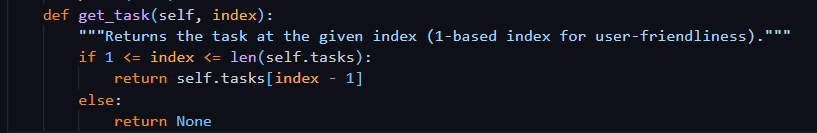 def get_task(self, index):
    """Returns the task at the given index (1-based index for user-friendliness)."""
    if 1 <= index <= len(self.tasks):
        return self.tasks[index - 1]
    else:
        return None